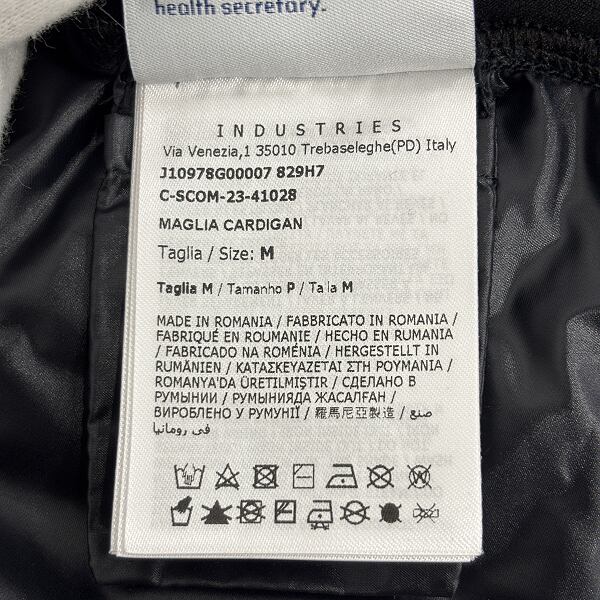 health secretary.
INDUSTRIES
Via Venezia,1 35010 Trebaseleghe(PD) Italy
J10978G00007 829H7
C-SCOM-23-41028
MAGLIA CARDIGAN
Taglia / Size: M
Taglia M / Tamanho P / Talla M
MADE IN ROMANIA / FABBRICATO IN ROMANIA /
FABRIQUÉ EN ROUMANIE / HECHO EN RUMANIA
/ FABRICADO NA ROMÉNIA / HERGESTELLT IN
RUMÄNIEN / ΚΑΤΑΣΚΕΥΑΖΕΤΑΙ ΣΤΗ ΡΟΥΜΑΝΙΑ /
ROMANYA'DA ÜRETILMIŞTIR / СДЕЛАНО В
РУМЫНИИ / РУМЫНИЯДА ЖАСАЛҒАН /
ВИРОБЛЕНО У РУМУНІЇ / 羅馬尼亞製造 / صنع
في رومانيا